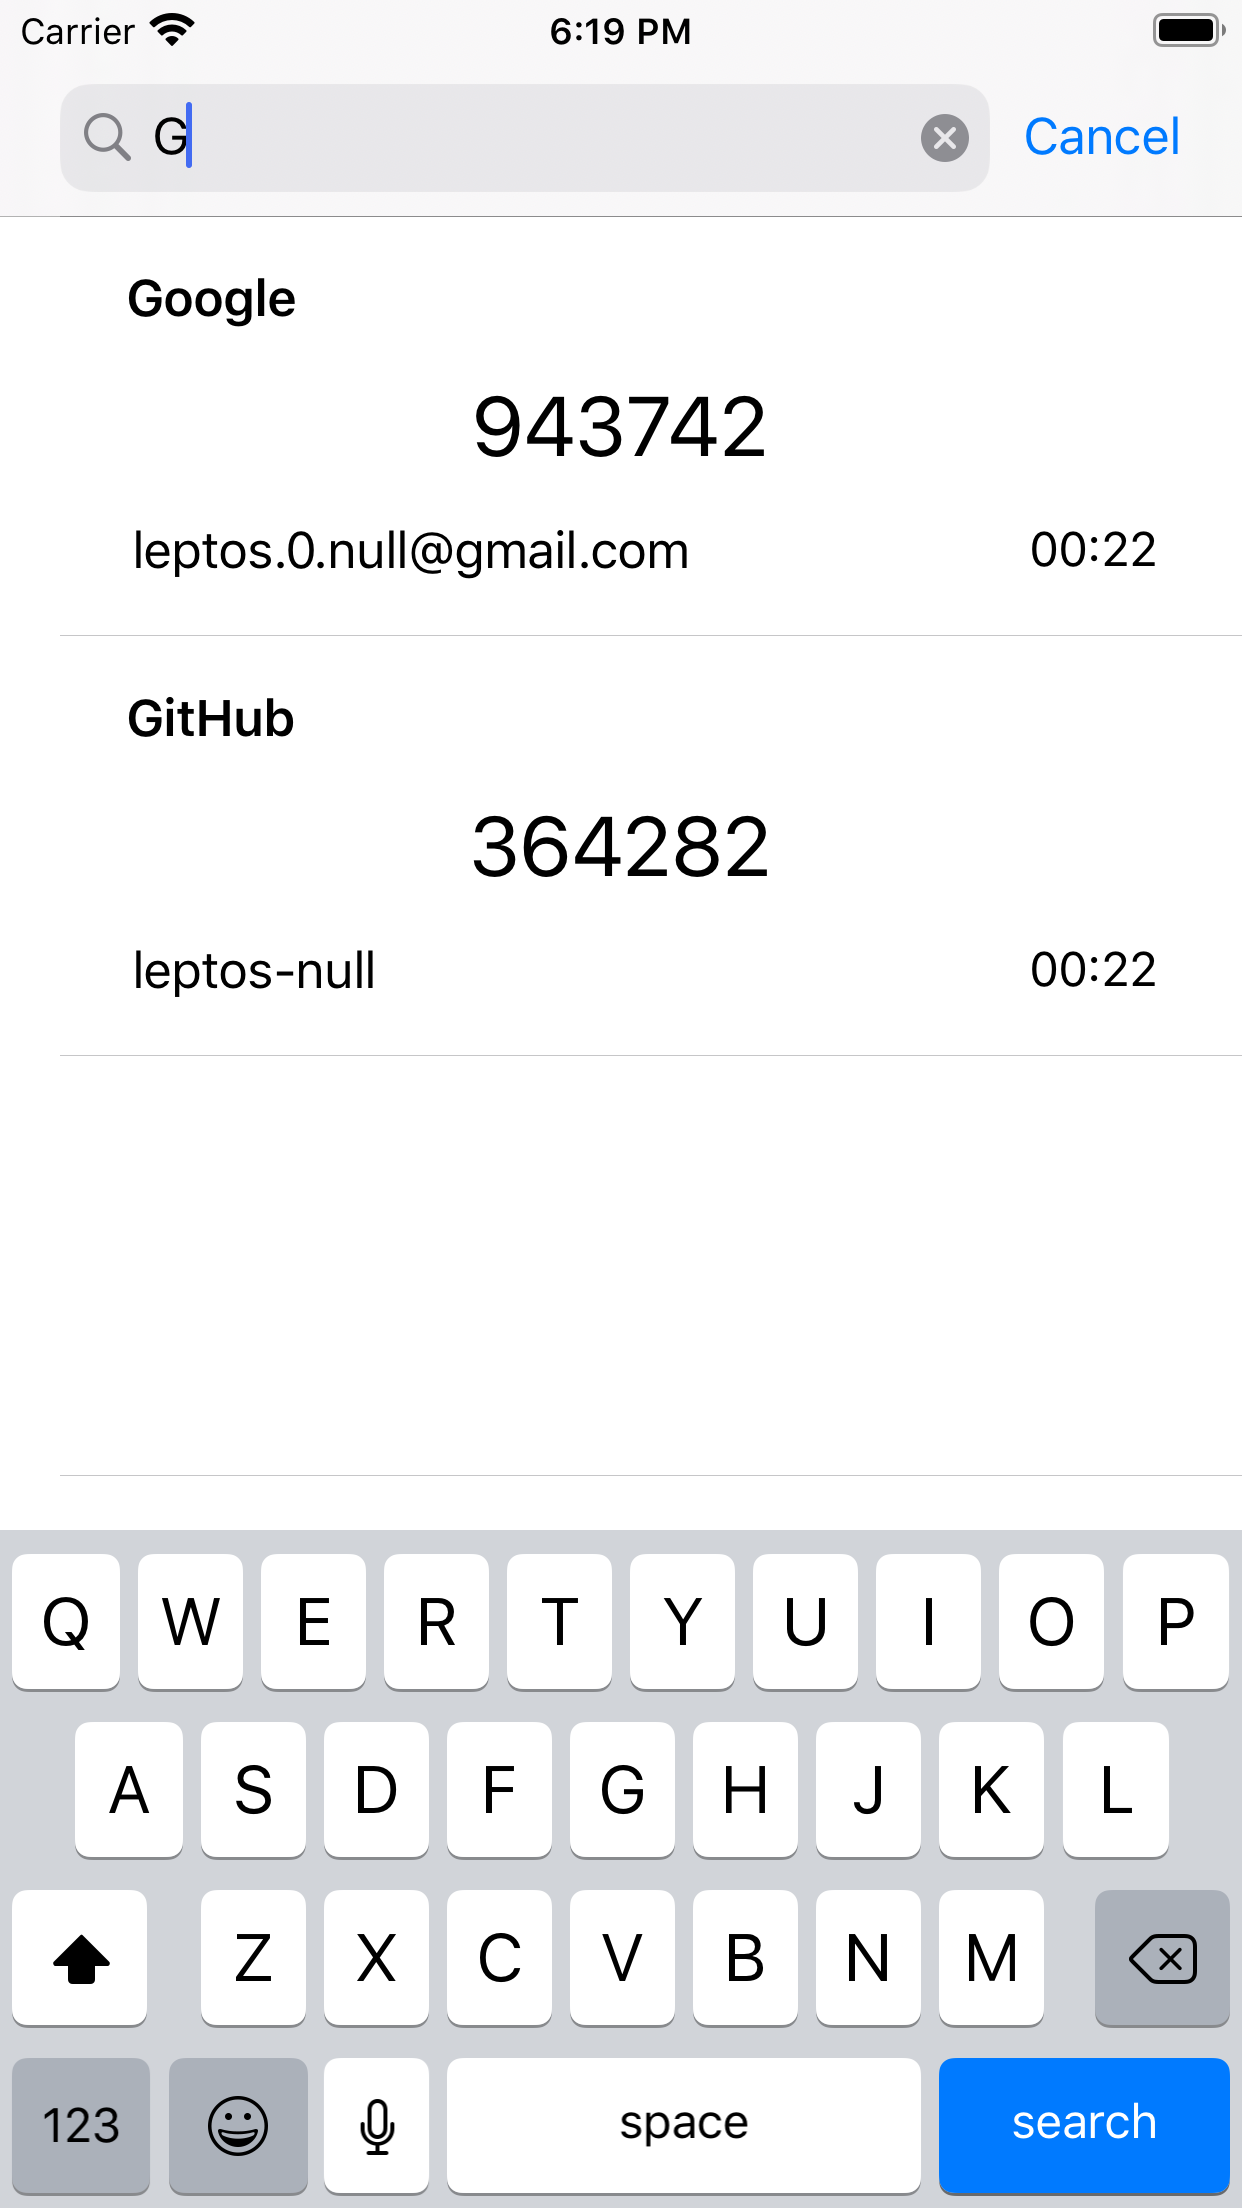 Carrier 6:19 PM
G Cancel
Google
943742
leptos.0.null@gmail.com 00:22
GitHub
364282
leptos-null 00:22
Q W E R T Y U I O P
A S D F G H J K L
Z X C V B N M
123 space search